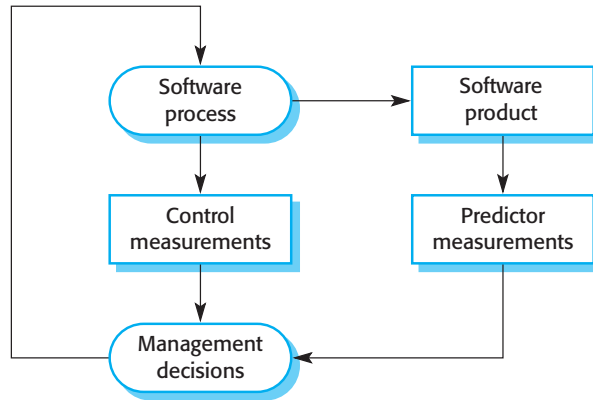 Software
process
Software
product
Control
measurements
Predictor
measurements
Management
decisions